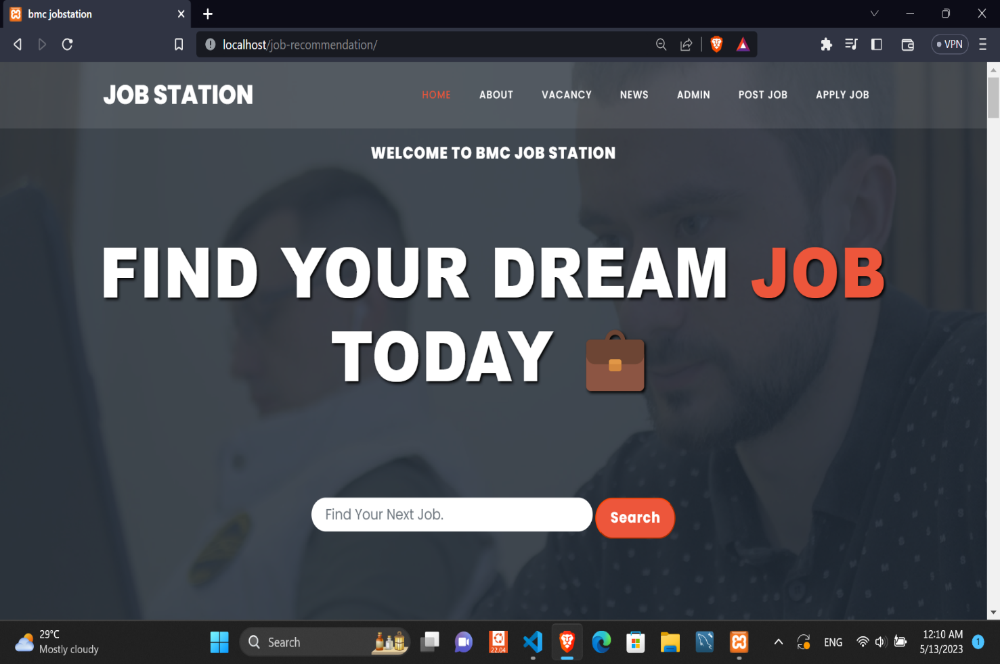 bmc jobstation
localhost/job-recommendation/
VPN
JOB STATION
HOME ABOUT VACANCY NEWS ADMIN POST JOB APPLY JOB
WELCOME TO BMC JOB STATION
FIND YOUR DREAM JOB
TODAY
Find Your Next Job.
Search
29°C
Mostly cloudy
Search
22.04
ENG
12:10 AM
5/13/2023
1